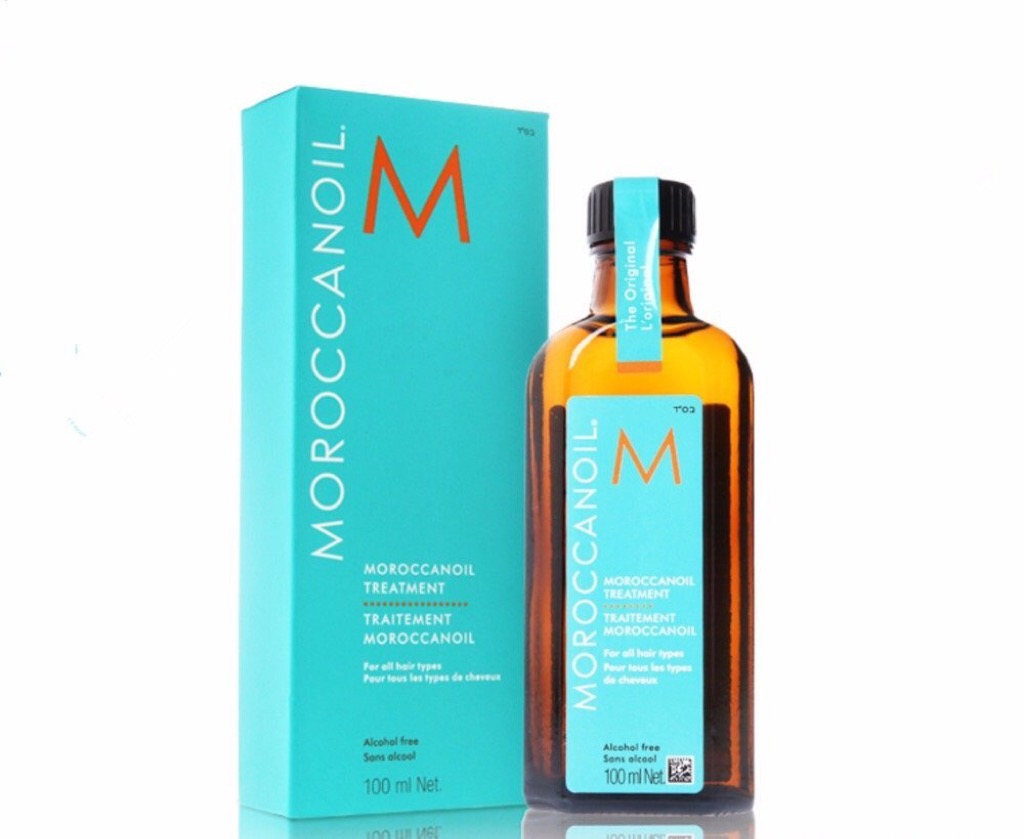 MOROCCANOIL®
בס"ד
M
MOROCCANOIL
TREATMENT
TRAITEMENT
MOROCCANOIL
For all hair types
Pour tous les types de cheveux
Alcohol free
Sans alcool
100 ml Net.
The Original
L'original
בס"ד
MOROCCANOIL®
M
MOROCCANOIL
TREATMENT
TRAITEMENT
MOROCCANOIL
For all hair types
Pour tous les types
de cheveux
Alcohol free
Sans alcool
100 ml Net.